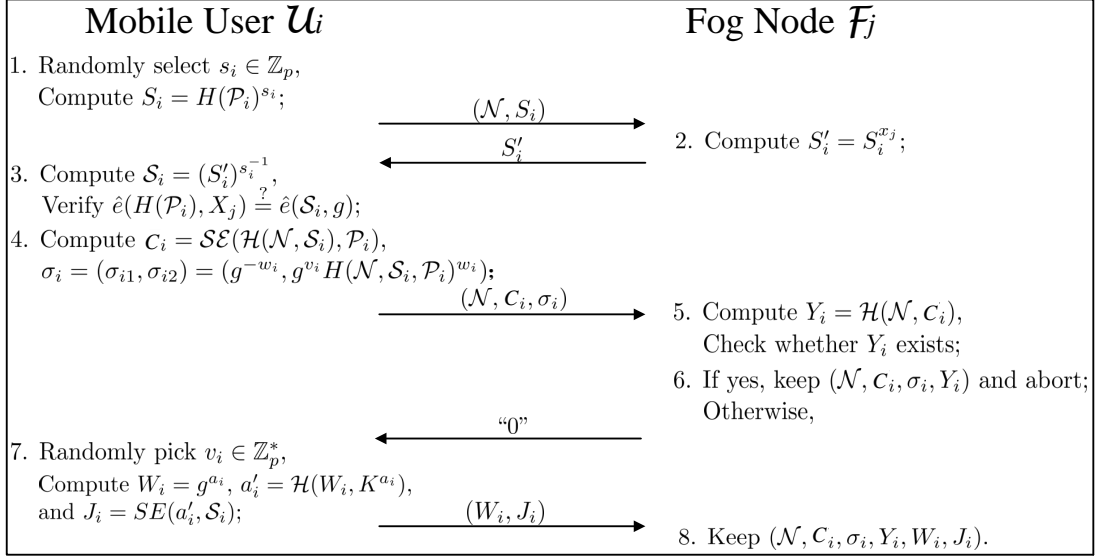 Mobile User 𝒰i
Fog Node ℱj
1. Randomly select sᵢ ∈ ℤₚ,
Compute Sᵢ = H(𝒫ᵢ)^{sᵢ};
(𝒩, Sᵢ)
2. Compute S′ᵢ = Sᵢ^{xⱼ};
S′ᵢ
3. Compute 𝒮ᵢ = (S′ᵢ)^{sᵢ⁻¹},
Verify ê(H(𝒫ᵢ), Xⱼ) ≟ ê(𝒮ᵢ, g);
4. Compute Cᵢ = 𝒮ℰ(ℋ(𝒩, 𝒮ᵢ), 𝒫ᵢ),
σᵢ = (σᵢ₁, σᵢ₂) = (g^{−wᵢ}, g^{vᵢ}H(𝒩, 𝒮ᵢ, 𝒫ᵢ)^{wᵢ});
(𝒩, Cᵢ, σᵢ)
5. Compute Yᵢ = ℋ(𝒩, Cᵢ),
Check whether Yᵢ exists;
6. If yes, keep (𝒩, Cᵢ, σᵢ, Yᵢ) and abort;
Otherwise,
“0”
7. Randomly pick vᵢ ∈ ℤₚ*,
Compute Wᵢ = g^{aᵢ}, a′ᵢ = ℋ(Wᵢ, K^{aᵢ}),
and Jᵢ = SE(a′ᵢ, 𝒮ᵢ);
(Wᵢ, Jᵢ)
8. Keep (𝒩, Cᵢ, σᵢ, Yᵢ, Wᵢ, Jᵢ).